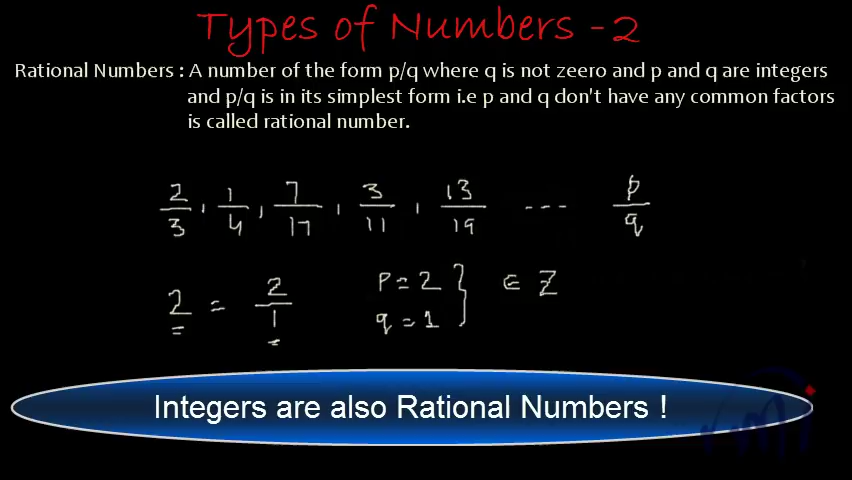 Types of Numbers -2
Rational Numbers : A number of the form p/q where q is not zeero and p and q are integers
and p/q is in its simplest form i.e p and q don't have any common factors
is called rational number.
2/3 , 1/4 , 7/17 , 3/11 , 13/19 --- p/q
2 = 2/1 p = 2 } ∈ Z
q = 1
Integers are also Rational Numbers !